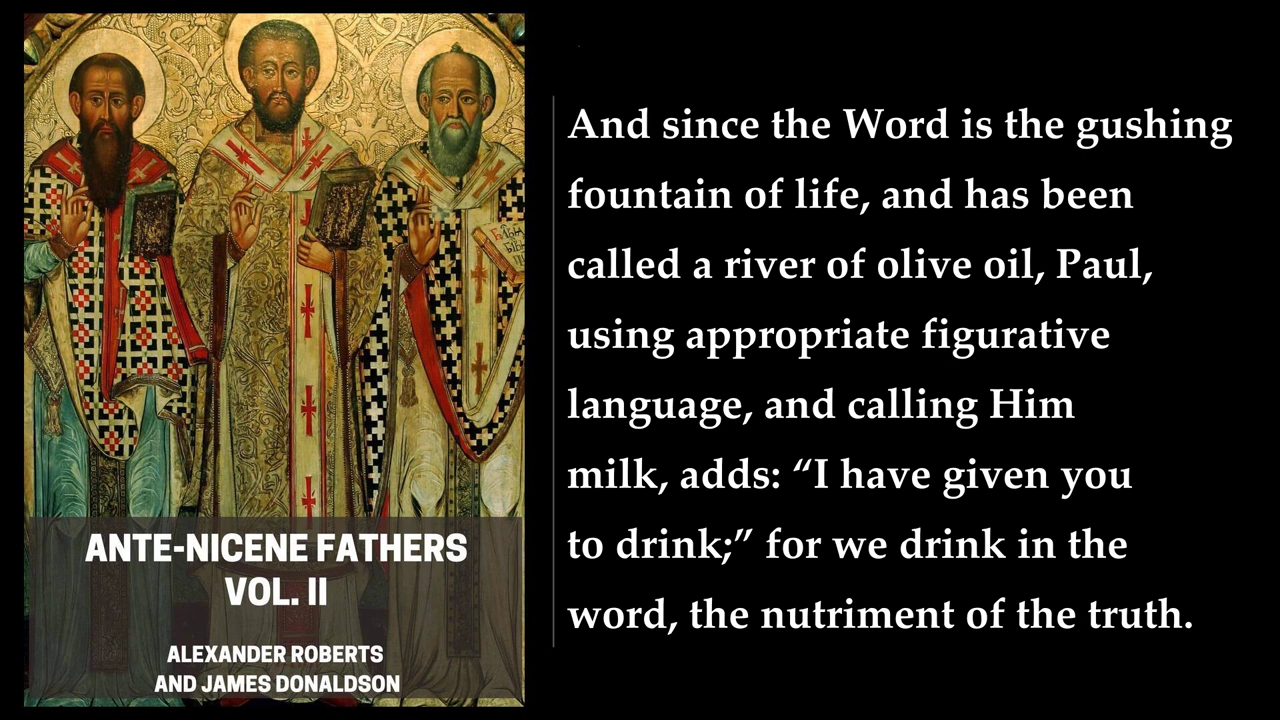 ANTE-NICENE FATHERS
VOL. II
ALEXANDER ROBERTS
AND JAMES DONALDSON
And since the Word is the gushing
fountain of life, and has been
called a river of olive oil, Paul,
using appropriate figurative
language, and calling Him
milk, adds: “I have given you
to drink;” for we drink in the
word, the nutriment of the truth.